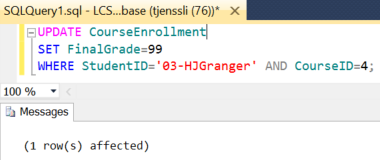 SQLQuery1.sql - LCS...base (tjenssli (76))*
UPDATE CourseEnrollment
SET FinalGrade=99
WHERE StudentID='03-HJGranger' AND CourseID=4;
100 %
Messages
(1 row(s) affected)